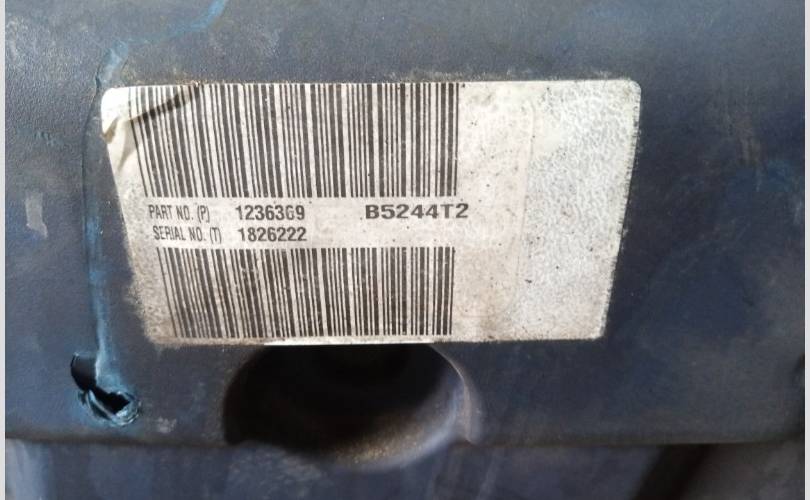 PART NO. (P) 1236369 B5244T2
SERIAL NO. (T) 1826222